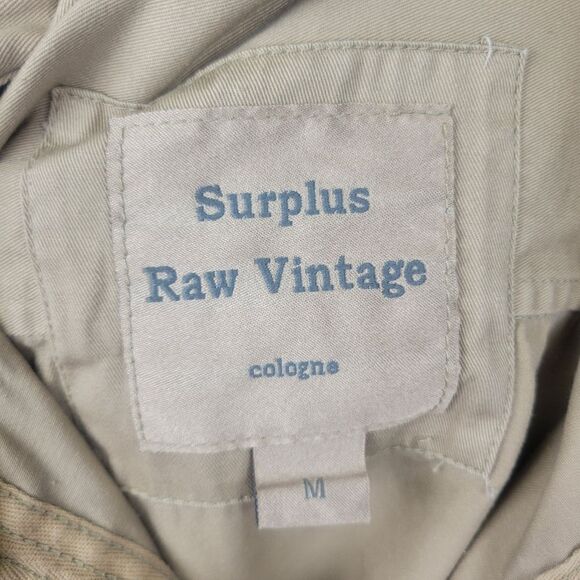 Surplus
Raw Vintage
cologne
M